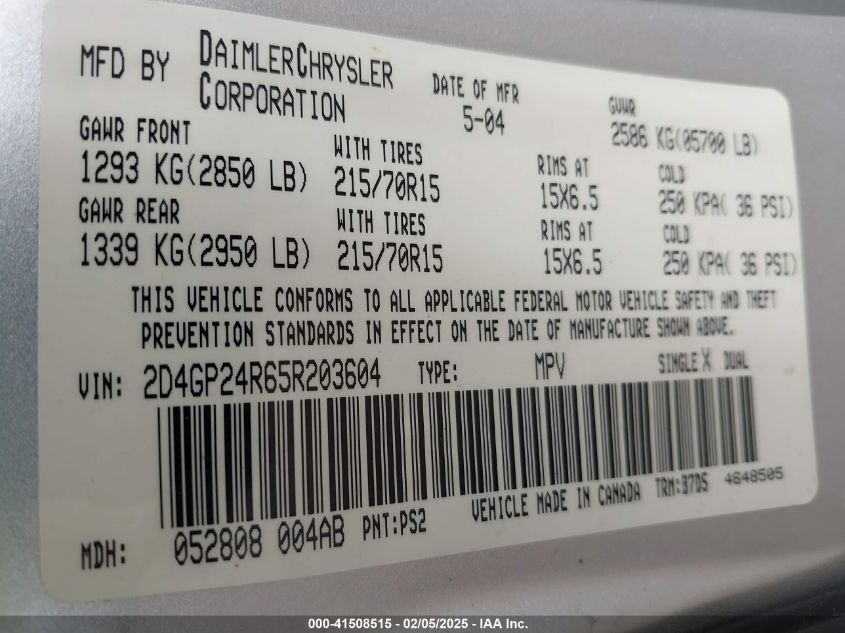 MFD BY DAIMLERCHRYSLER CORPORATION
DATE OF MFR 5-04
GVWR 2586 KG(05700 LB)
GAWR FRONT WITH TIRES RIMS AT COLD
1293 KG(2850 LB) 215/70R15 15X6.5 250 KPA( 36 PSI)
GAWR REAR WITH TIRES RIMS AT COLD
1339 KG(2950 LB) 215/70R15 15X6.5 250 KPA( 36 PSI)
THIS VEHICLE CONFORMS TO ALL APPLICABLE FEDERAL MOTOR VEHICLE SAFETY AND THEFT
PREVENTION STANDARDS IN EFFECT ON THE DATE OF MANUFACTURE SHOWN ABOVE.
VIN: 2D4GP24R65R203604 TYPE: MPV SINGLE X DUAL
VEHICLE MADE IN CANADA TRM:B7D5 4648505
MDH: 052808 004AB PNT:PS2
000-41508515 - 02/05/2025 - IAA Inc.